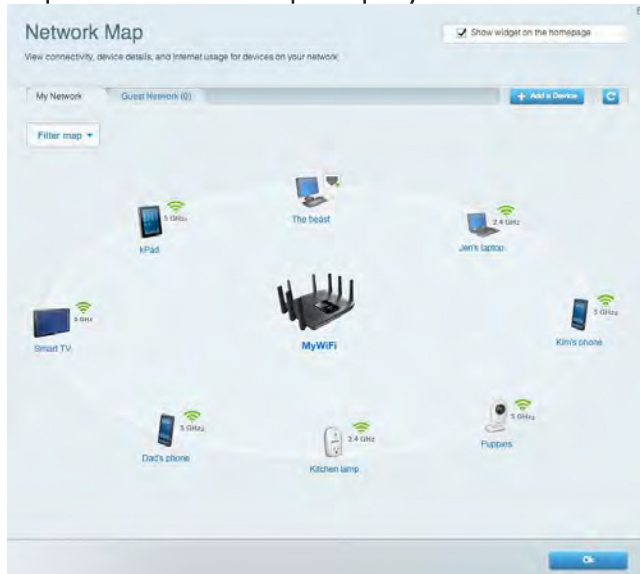 Network Map
Show widget on the homepage
View connectivity, device details, and Internet usage for devices on your network
My Network
Guest Network (0)
+ Add a Device
Filter map
The beast
5 GHz
kPad
2.4 GHz
Jen's laptop
5 GHz
Smart TV
MyWiFi
5 GHz
Kim's phone
5 GHz
Dad's phone
2.4 GHz
Kitchen lamp
5 GHz
Puppies
Ok